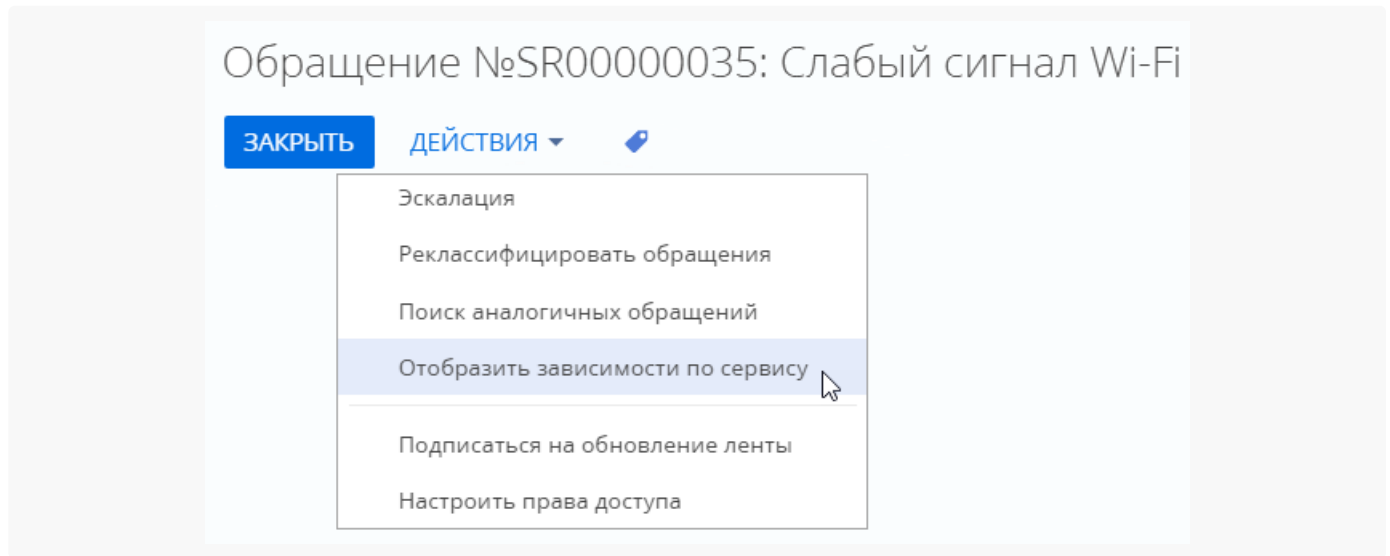 Обращение №SR00000035: Слабый сигнал Wi-Fi
ЗАКРЫТЬ ДЕЙСТВИЯ
Эскалация
Реклассифицировать обращения
Поиск аналогичных обращений
Отобразить зависимости по сервису
Подписаться на обновление ленты
Настроить права доступа